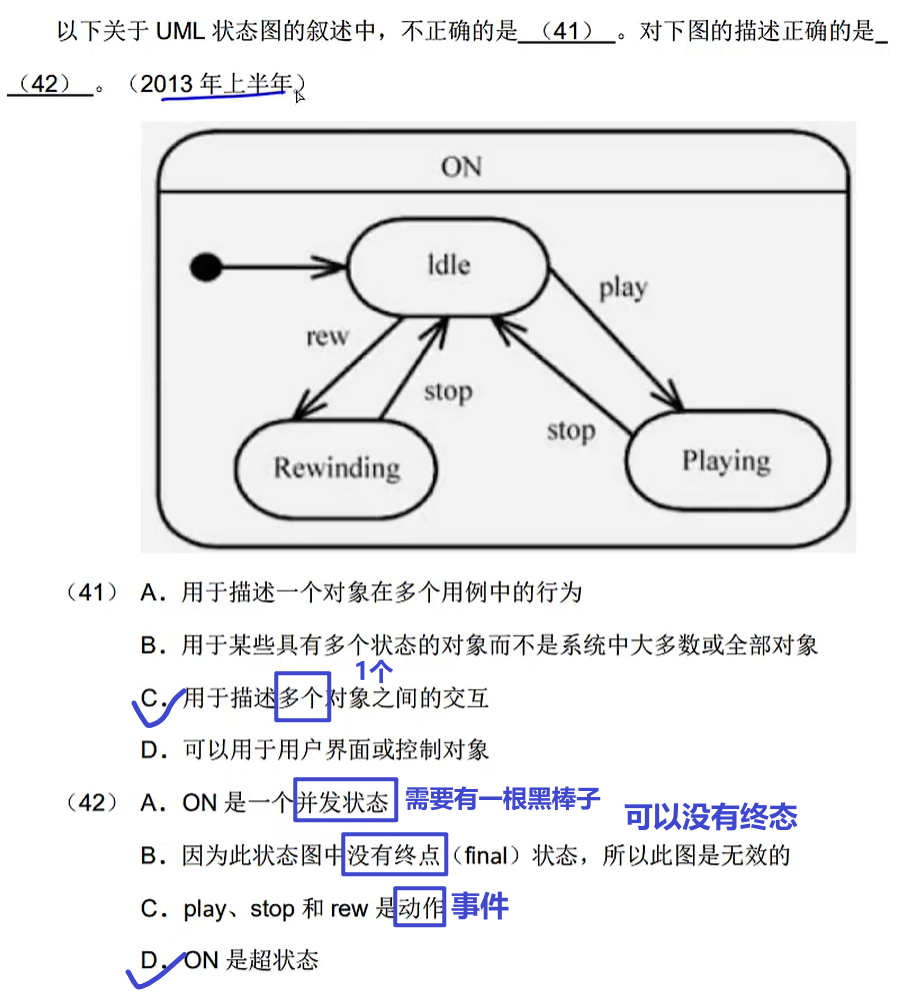 以下关于 UML 状态图的叙述中，不正确的是 （41） 。对下图的描述正确的是
（42） 。（2013 年上半年）
ON
Idle
play
rew
stop
stop
Rewinding
Playing
（41） A．用于描述一个对象在多个用例中的行为
B．用于某些具有多个状态的对象而不是系统中大多数或全部对象
1个
C．用于描述多个对象之间的交互
D．可以用于用户界面或控制对象
（42） A．ON 是一个并发状态 需要有一根黑棒子
可以没有终态
B．因为此状态图中没有终点（final）状态，所以此图是无效的
C．play、stop 和 rew 是动作 事件
D．ON 是超状态